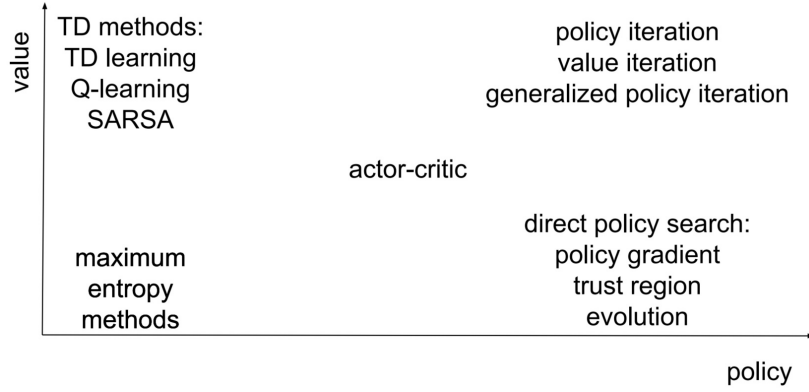 value
TD methods:
TD learning
Q-learning
SARSA
policy iteration
value iteration
generalized policy iteration
actor-critic
maximum
entropy
methods
direct policy search:
policy gradient
trust region
evolution
policy